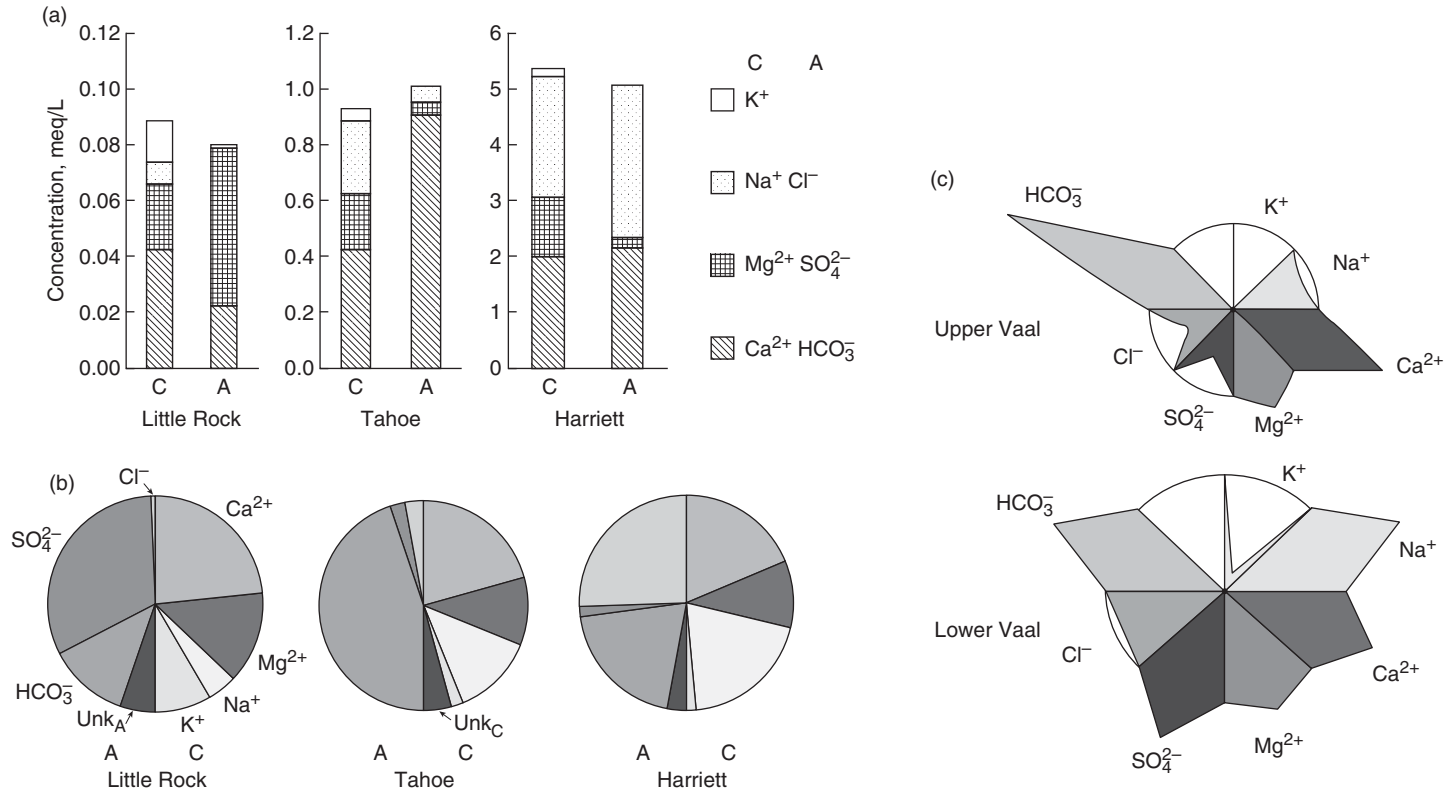 (a)
Concentration, meq/L
0.12
0.10
0.08
0.06
0.04
0.02
0.00
C A
Little Rock
1.2
1.0
0.8
0.6
0.4
0.2
0.0
C A
Tahoe
6
5
4
3
2
1
0
C A
Harriett
C A
K⁺
Na⁺ Cl⁻
Mg²⁺ SO₄²⁻
Ca²⁺ HCO₃⁻
(b)
Cl⁻
Ca²⁺
SO₄²⁻
Mg²⁺
HCO₃⁻
Na⁺
Unk_A
K⁺
A C
Little Rock
Unk_C
A C
Tahoe
A C
Harriett
(c)
HCO₃⁻
K⁺
Na⁺
Upper Vaal
Cl⁻
Ca²⁺
SO₄²⁻
Mg²⁺
K⁺
HCO₃⁻
Na⁺
Lower Vaal
Cl⁻
Ca²⁺
SO₄²⁻
Mg²⁺